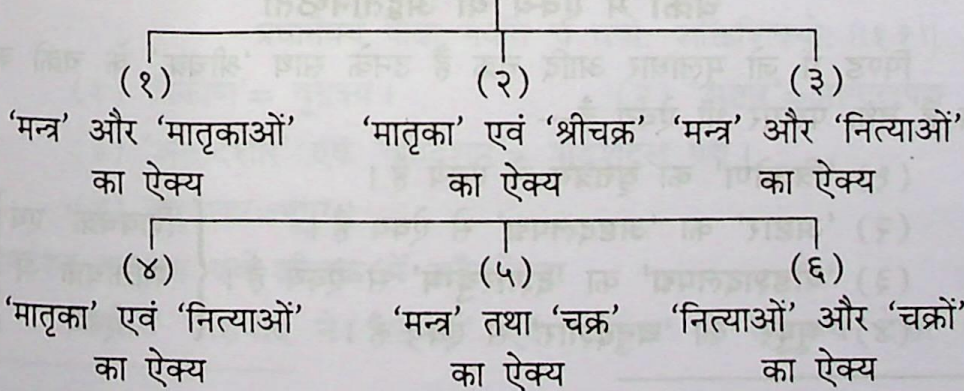 (१) (२) (३)
'मन्त्र' और 'मातृकाओं' 'मातृका' एवं 'श्रीचक्र' 'मन्त्र' और 'नित्याओं'
का ऐक्य का ऐक्य का ऐक्य
(४) (५) (६)
'मातृका' एवं 'नित्याओं' 'मन्त्र' तथा 'चक्र' 'नित्याओं' और 'चक्रों'
का ऐक्य का ऐक्य का ऐक्य